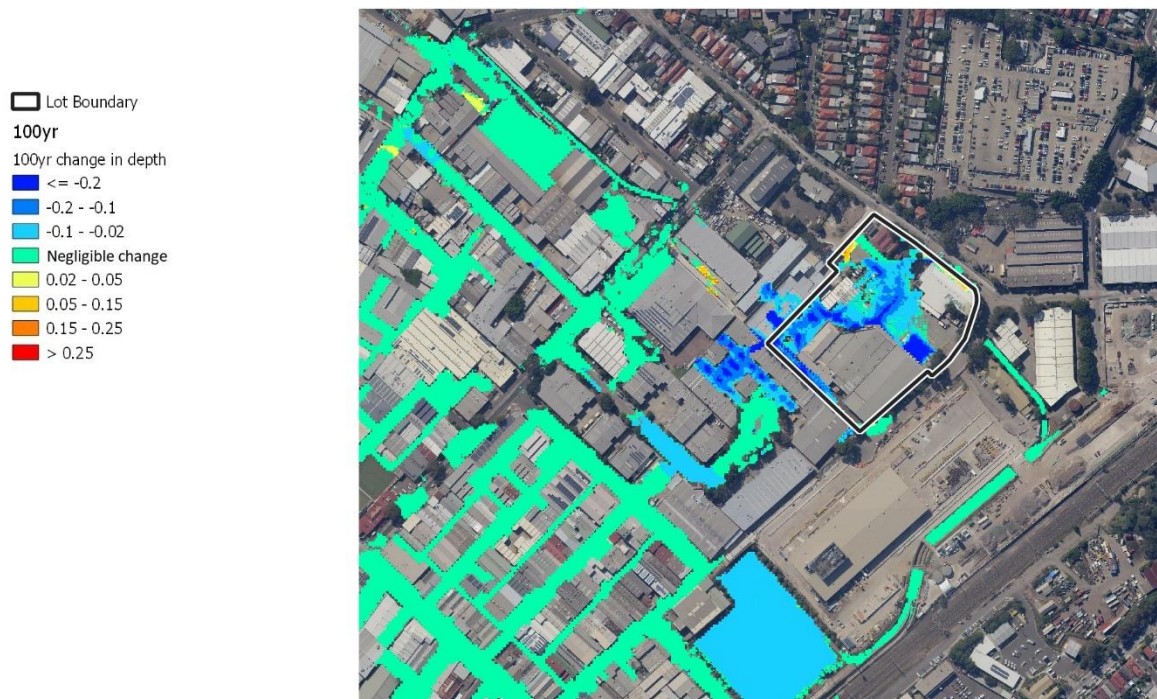 Lot Boundary
100yr
100yr change in depth
<= -0.2
-0.2 - -0.1
-0.1 - -0.02
Negligible change
0.02 - 0.05
0.05 - 0.15
0.15 - 0.25
> 0.25